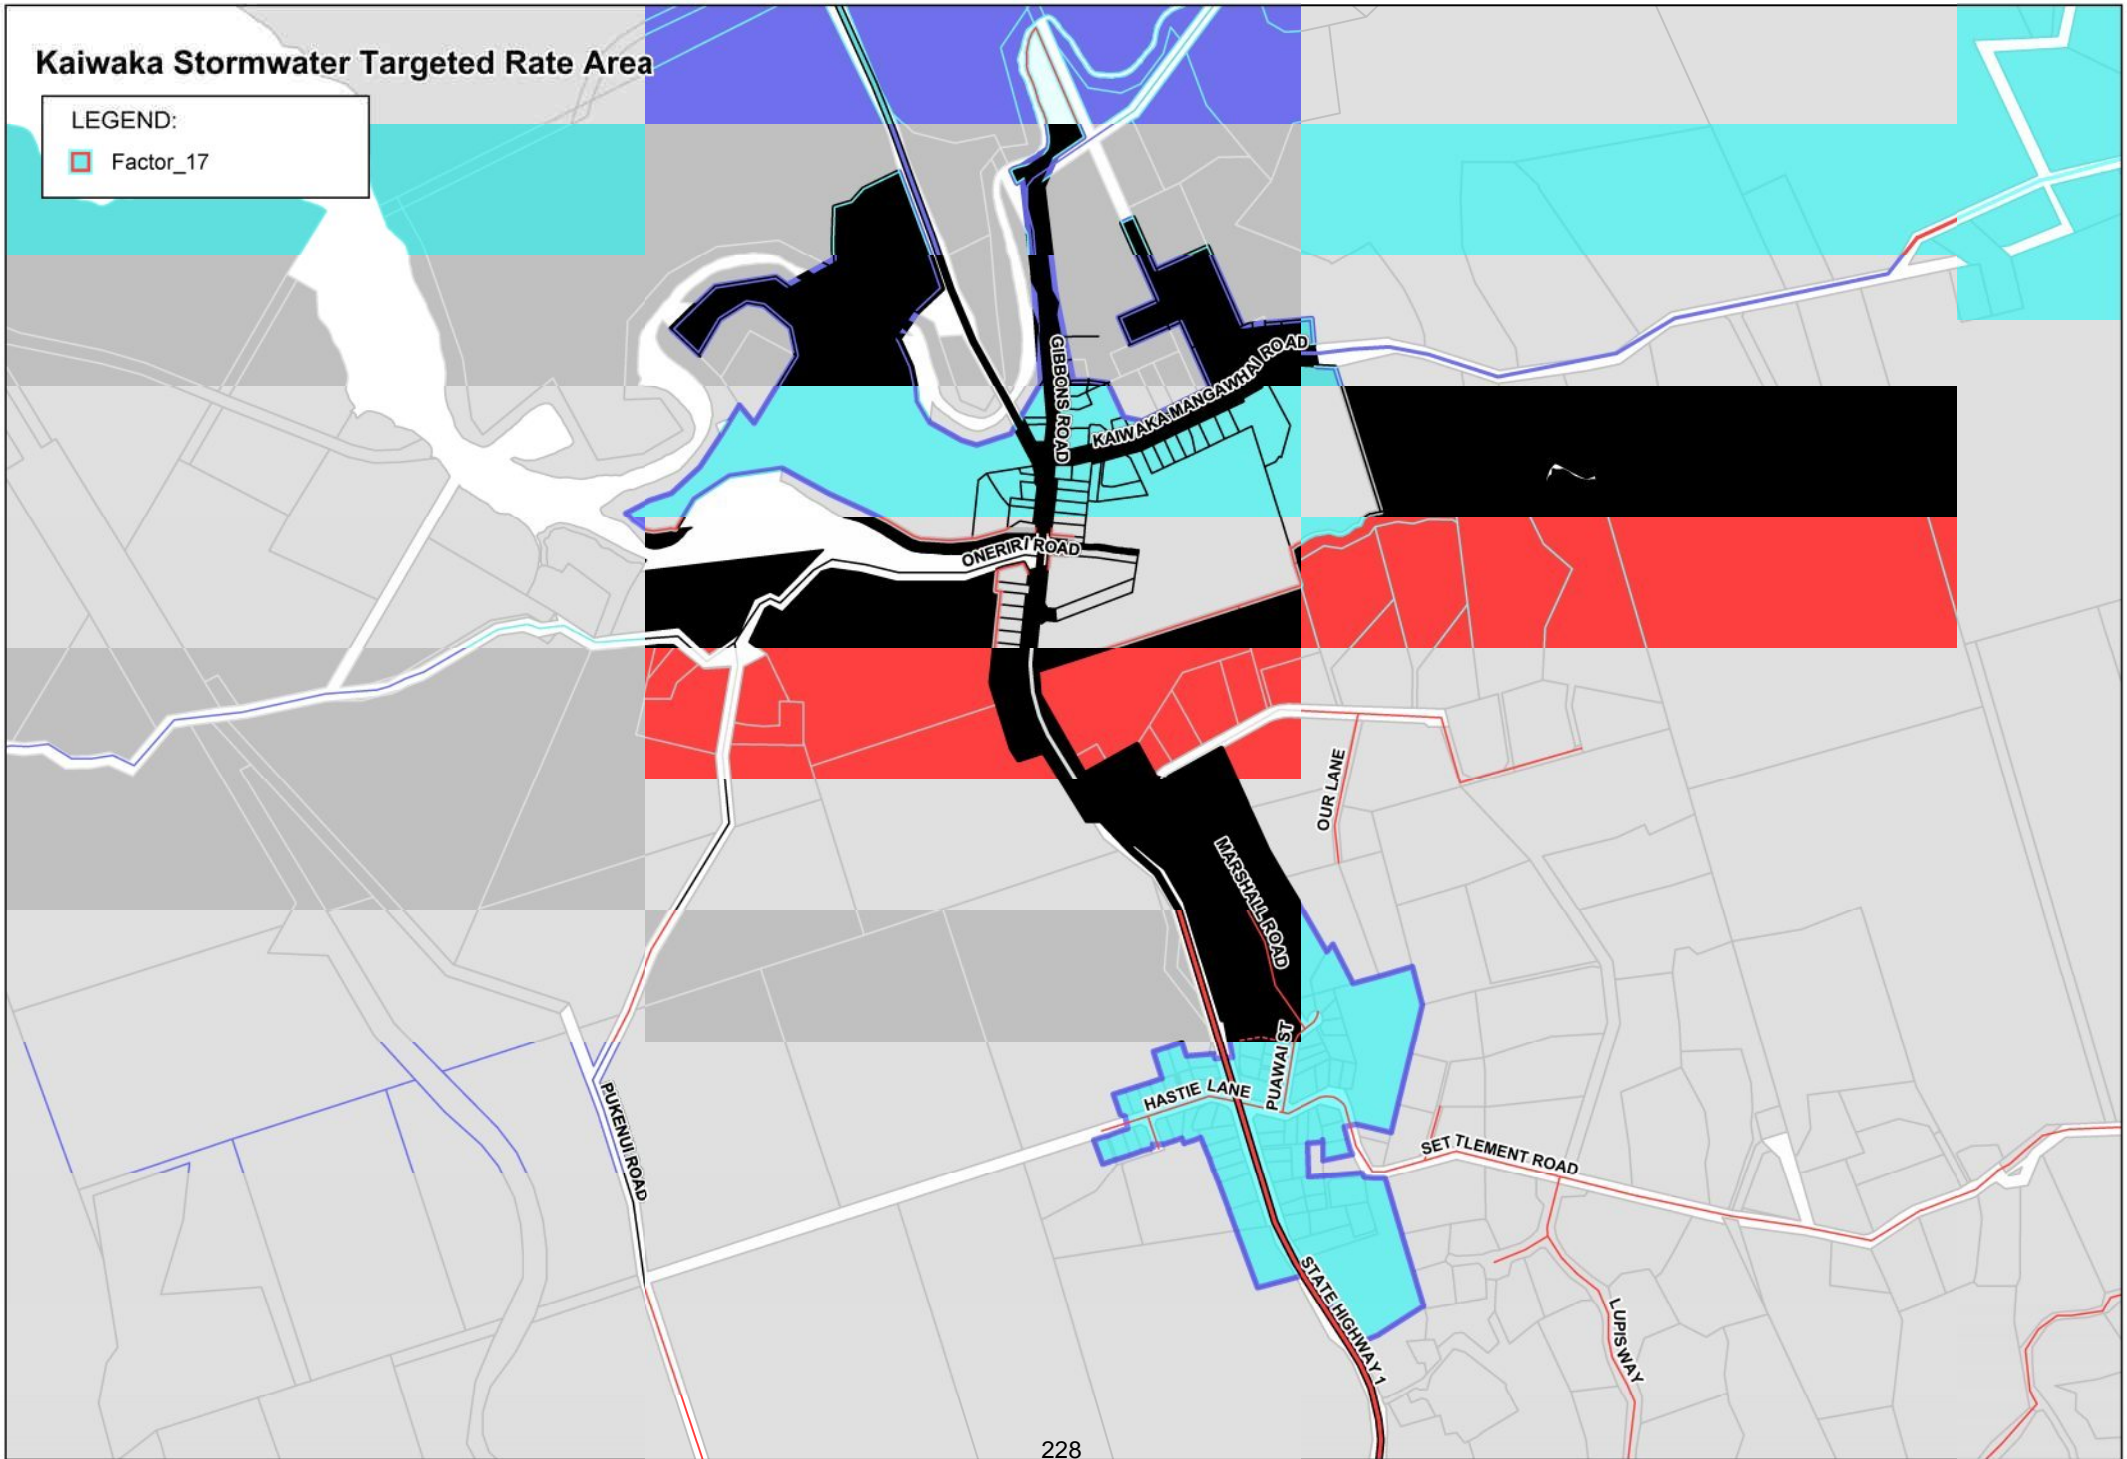 Kaiwaka Stormwater Targeted Rate Area
LEGEND:
Factor_17
GIBBONS ROAD
KAIWAKA MANGAWHAI ROAD
ONERIRI ROAD
OUR LANE
MARSHALL ROAD
PUAWAI ST
HASTIE LANE
PUKENUI ROAD
SETTLEMENT ROAD
STATE HIGHWAY 1
LUPIS WAY
228